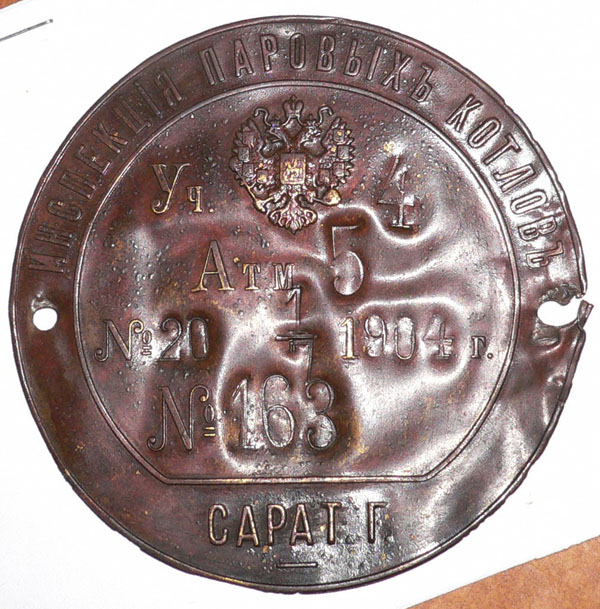 ИНСПЕКЦІЯ ПАРОВЫХЪ КОТЛОВЪ
Уч. 4
Атм 5
№ 20 1/7 1904 г.
№ 163
САРАТ. Г.